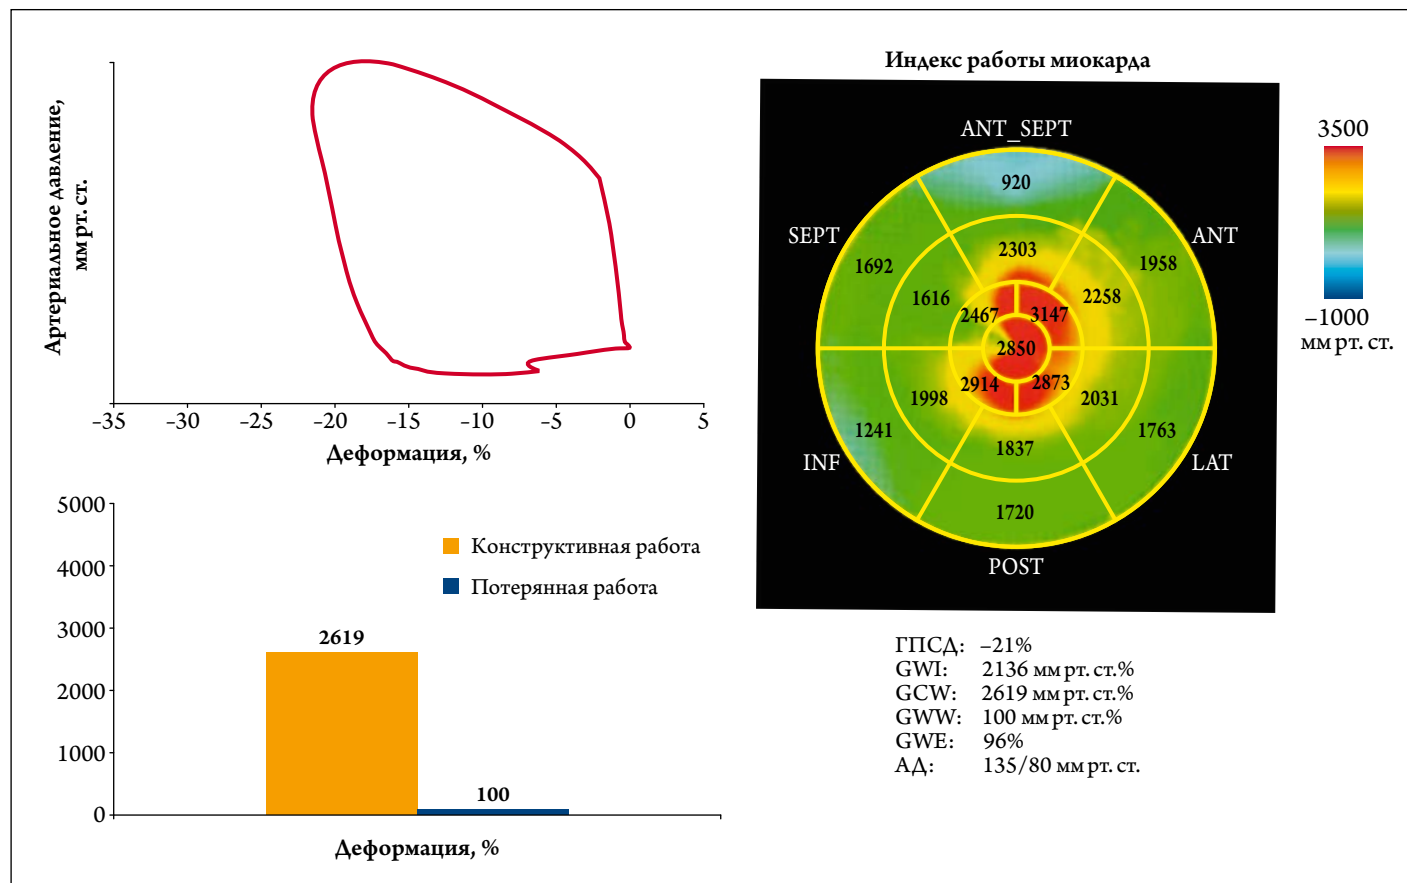 Артериальное давление,
мм рт. ст.
–35 –30 –25 –20 –15 –10 –5 0 5
Деформация, %
5000
4000
3000
2000
1000
0
Конструктивная работа
Потерянная работа
2619
100
Деформация, %
Индекс работы миокарда
ANT_SEPT
SEPT
ANT
INF
LAT
POST
920
1692
1958
2303
1616
2258
2467
3147
2850
2914
2873
1998
2031
1241
1763
1837
1720
3500
–1000
мм рт. ст.
ГПСД: –21%
GWI: 2136 мм рт. ст.%
GCW: 2619 мм рт. ст.%
GWW: 100 мм рт. ст.%
GWE: 96%
АД: 135/80 мм рт. ст.